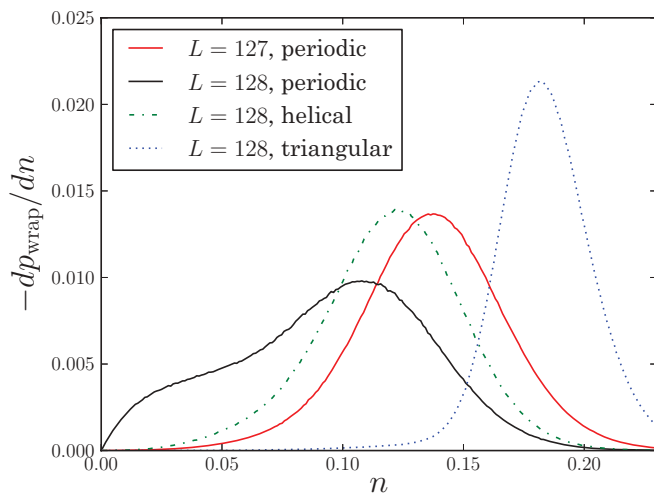 0.025
0.020
0.015
0.010
0.005
0.000
−dp_wrap/dn
L = 127, periodic
L = 128, periodic
L = 128, helical
L = 128, triangular
0.00 0.05 0.10 0.15 0.20
n